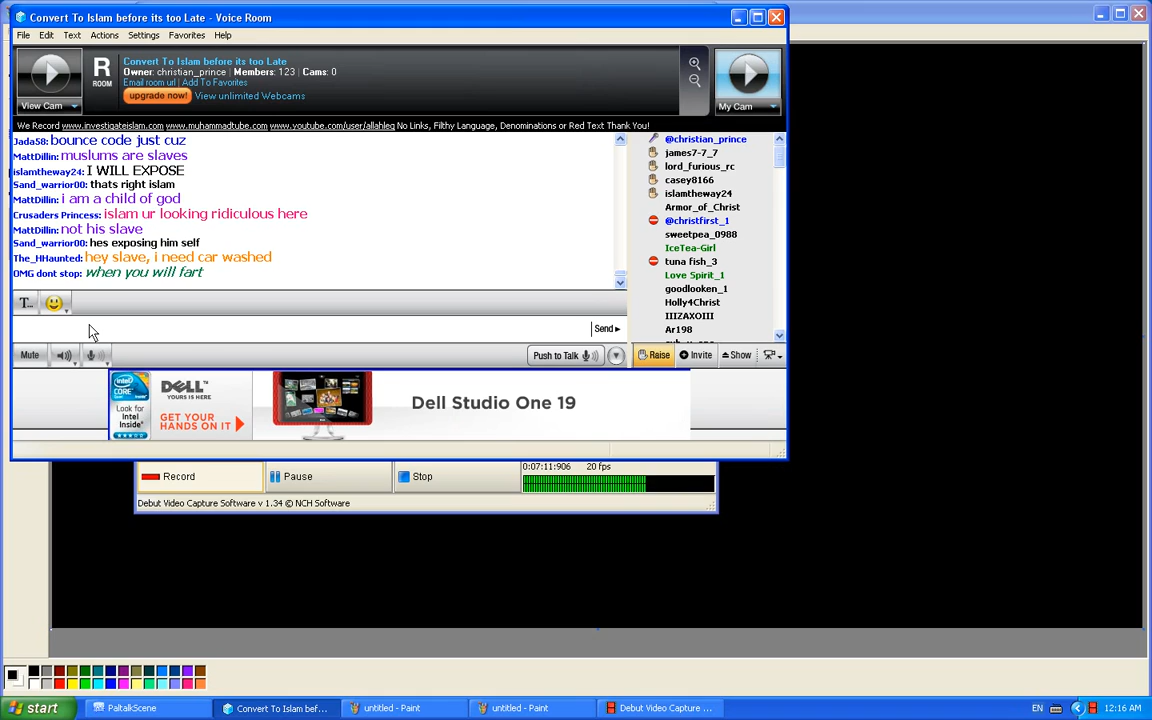 Convert To Islam before its too Late - Voice Room
File Edit Text Actions Settings Favorites Help
View Cam
R ROOM
Convert To Islam before its too Late
Owner: christian_prince | Members: 123 | Cams: 0
Email room url | Add To Favorites
upgrade now! View unlimited Webcams
My Cam
We Record www.investigateislam.com www.muhammadtube.com www.youtube.com/user/allahleq No Links, Filthy Language, Denominations or Red Text Thank You!
Jada58: bounce code just cuz
MattDillin: muslums are slaves
islamtheway24: I WILL EXPOSE
Sand_warrior00: thats right islam
MattDillin: i am a child of god
Crusaders Princess: islam ur looking ridiculous here
MattDillin: not his slave
Sand_warrior00: hes exposing him self
The_HHaunted: hey slave, i need car washed
OMG dont stop: when you will fart
@christian_prince
james7-7_7
lord_furious_rc
casey8166
islamtheway24
Armor_of_Christ
@christfirst_1
sweetpea_0988
IceTea-Girl
tuna fish_3
Love Spirit_1
goodlooken_1
Holly4Christ
IIIZAXOIII
Ar198
T...
Send
Mute
Push to Talk
Raise Invite Show
intel CORE inside
Look for Intel Inside
DELL
YOURS IS HERE
GET YOUR HANDS ON IT
Dell Studio One 19
Record Pause Stop
0:07:11:906 20 fps
Debut Video Capture Software v 1.34 © NCH Software
start PaltalkScene Convert To Islam bef... untitled - Paint untitled - Paint Debut Video Capture ... EN 12:16 AM